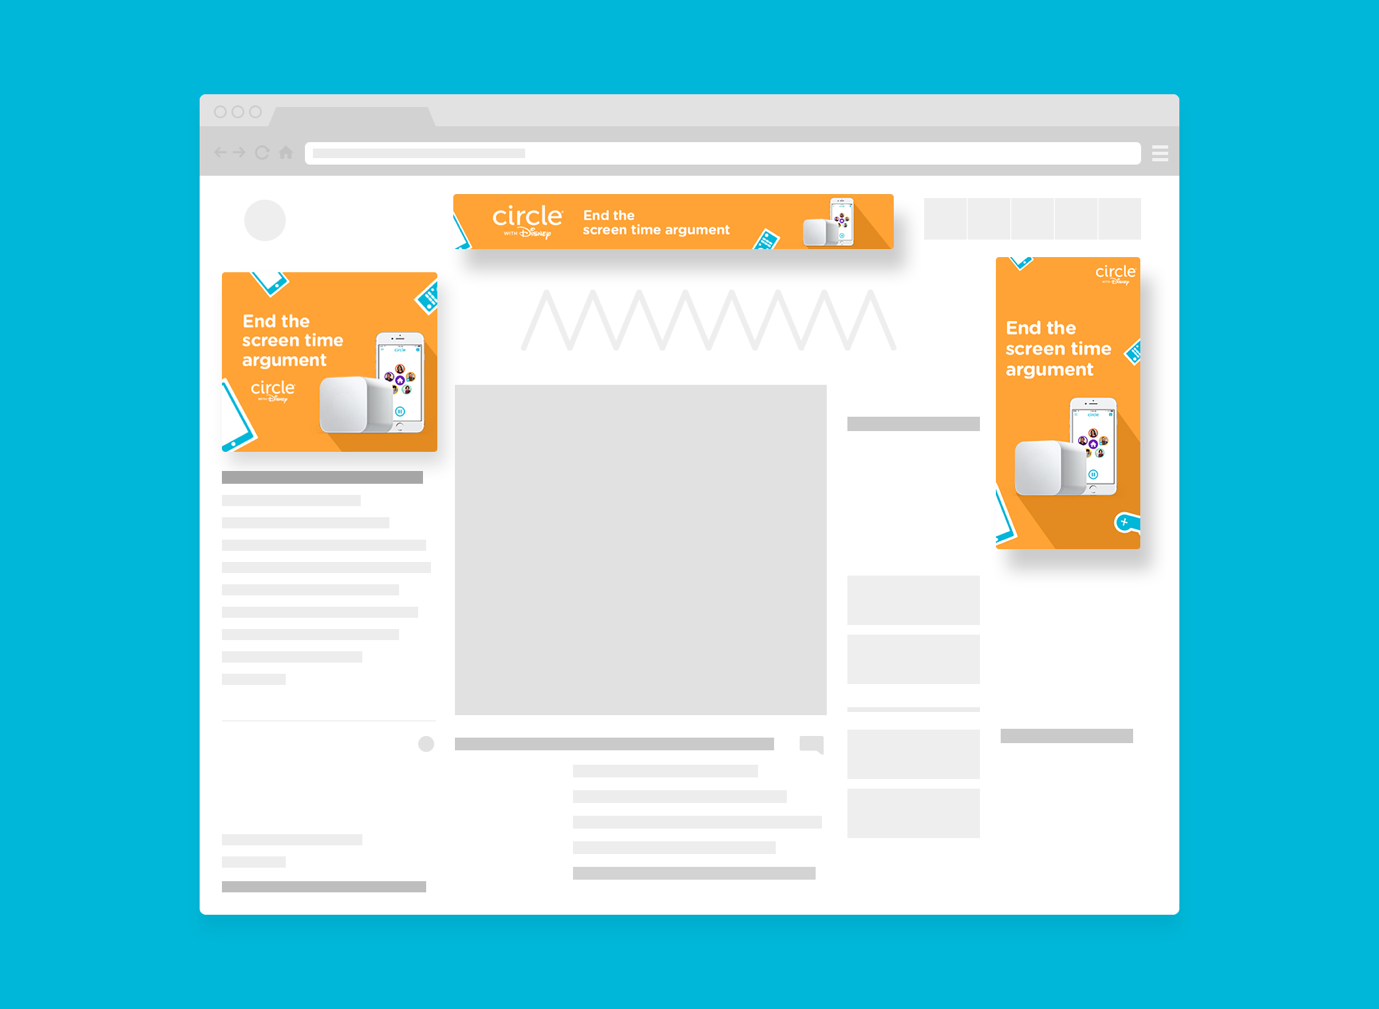 circle
WITH Disney
End the
screen time argument
End the
screen time
argument
circle
WITH Disney
circle
WITH Disney
End the
screen time
argument